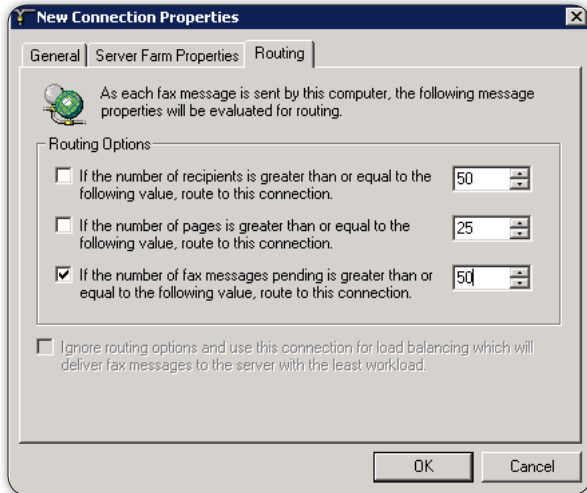 New Connection Properties
General
Server Farm Properties
Routing
As each fax message is sent by this computer, the following message
properties will be evaluated for routing.
Routing Options
If the number of recipients is greater than or equal to the
following value, route to this connection.
50
If the number of pages is greater than or equal to the
following value, route to this connection.
25
If the number of fax messages pending is greater than or
equal to the following value, route to this connection.
50
Ignore routing options and use this connection for load balancing which will
deliver fax messages to the server with the least workload.
OK
Cancel